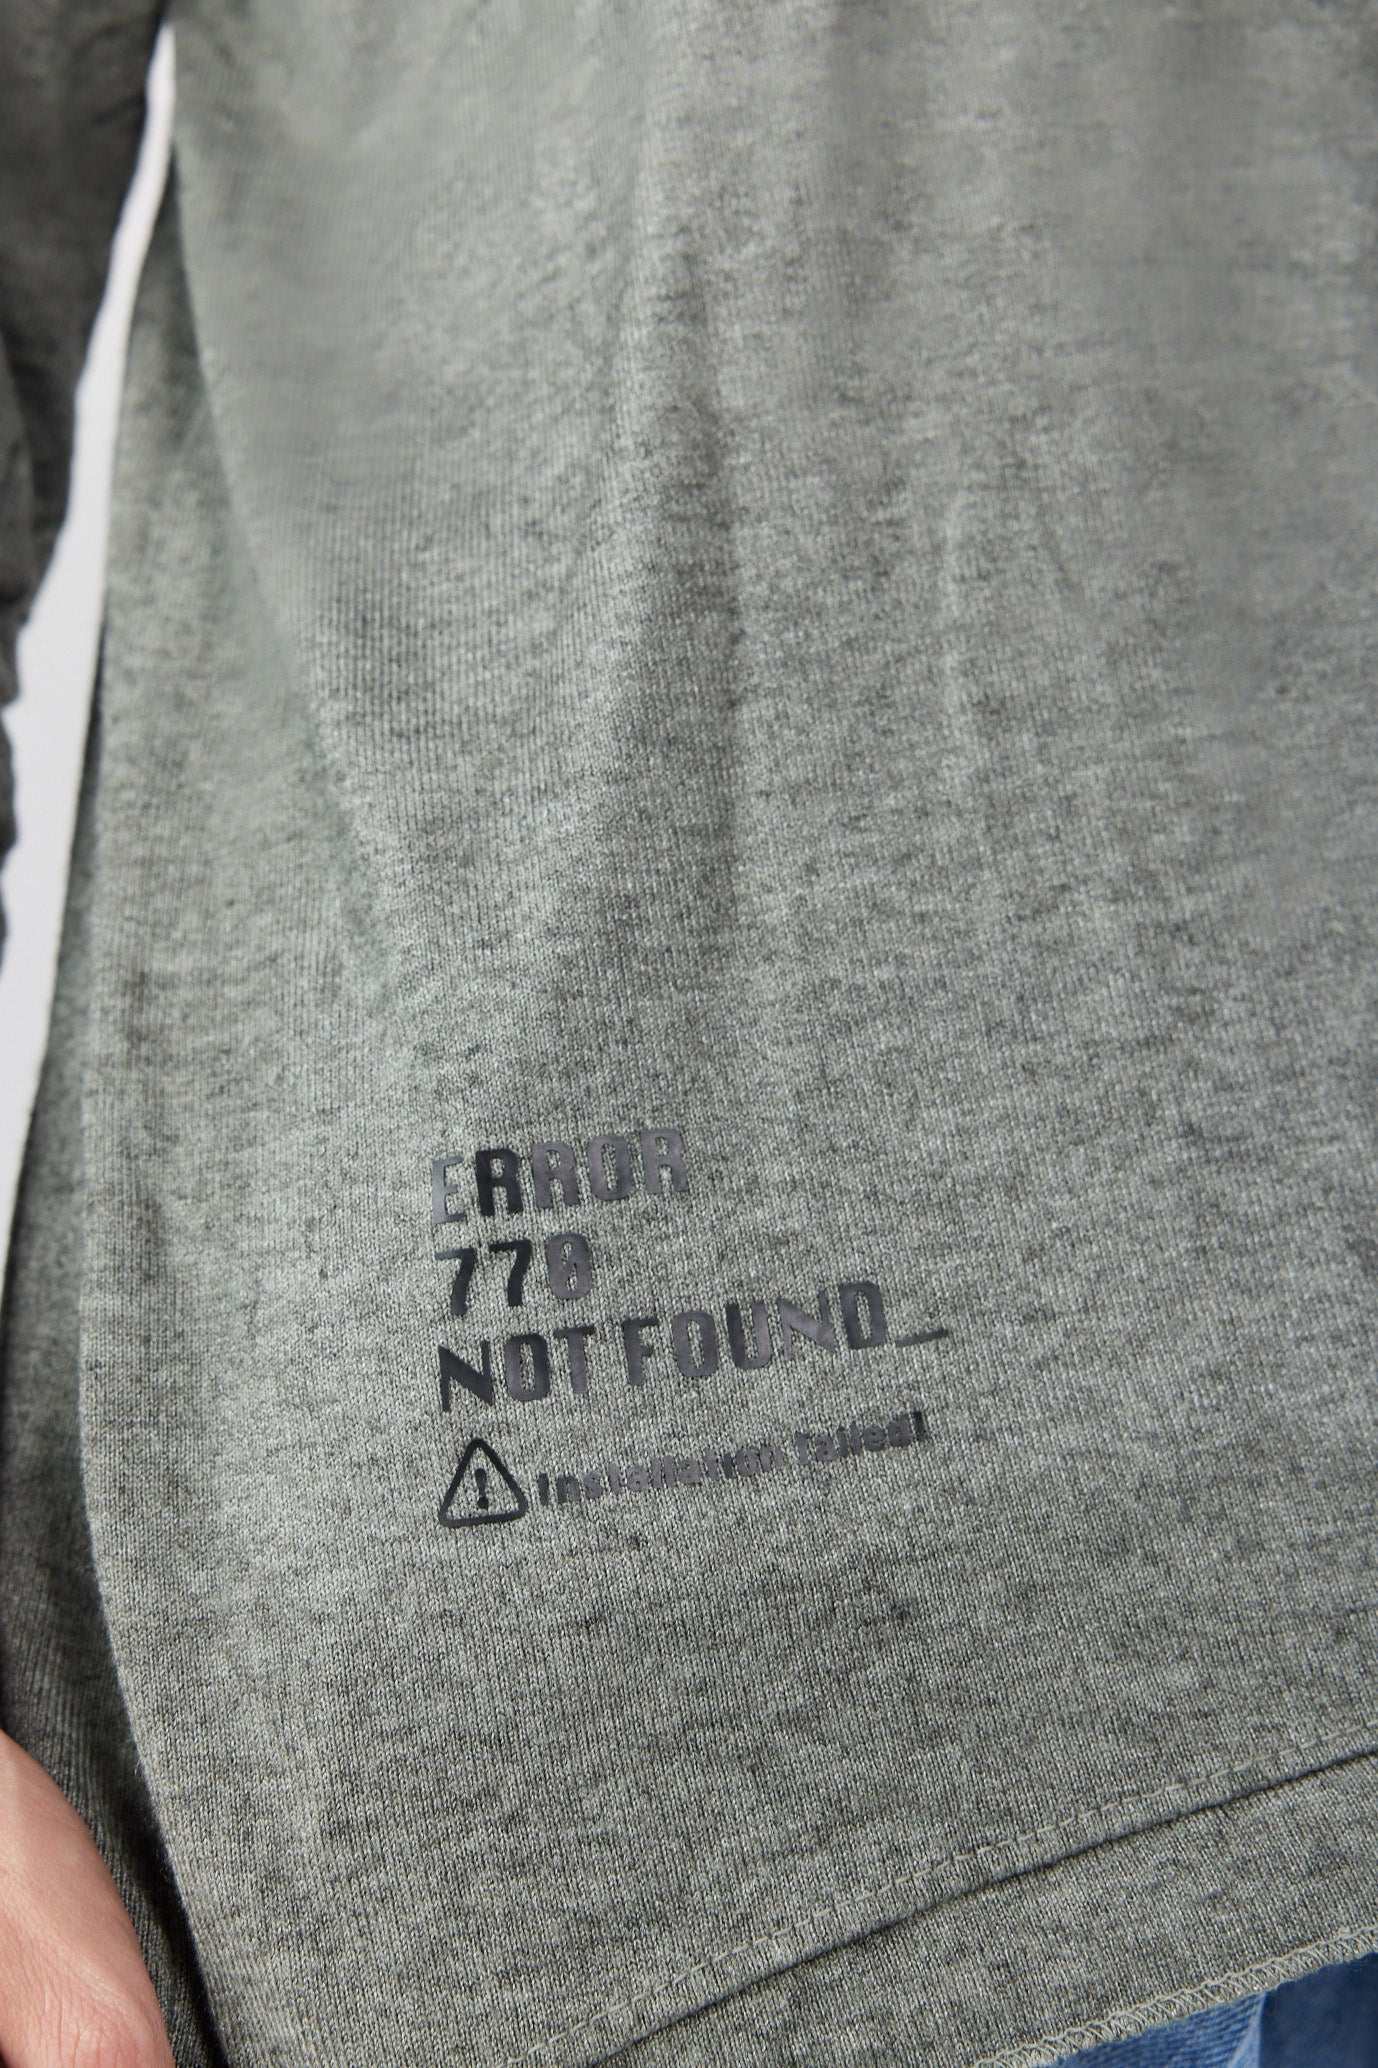 ERROR
770
NOT FOUND_
Installation failed!